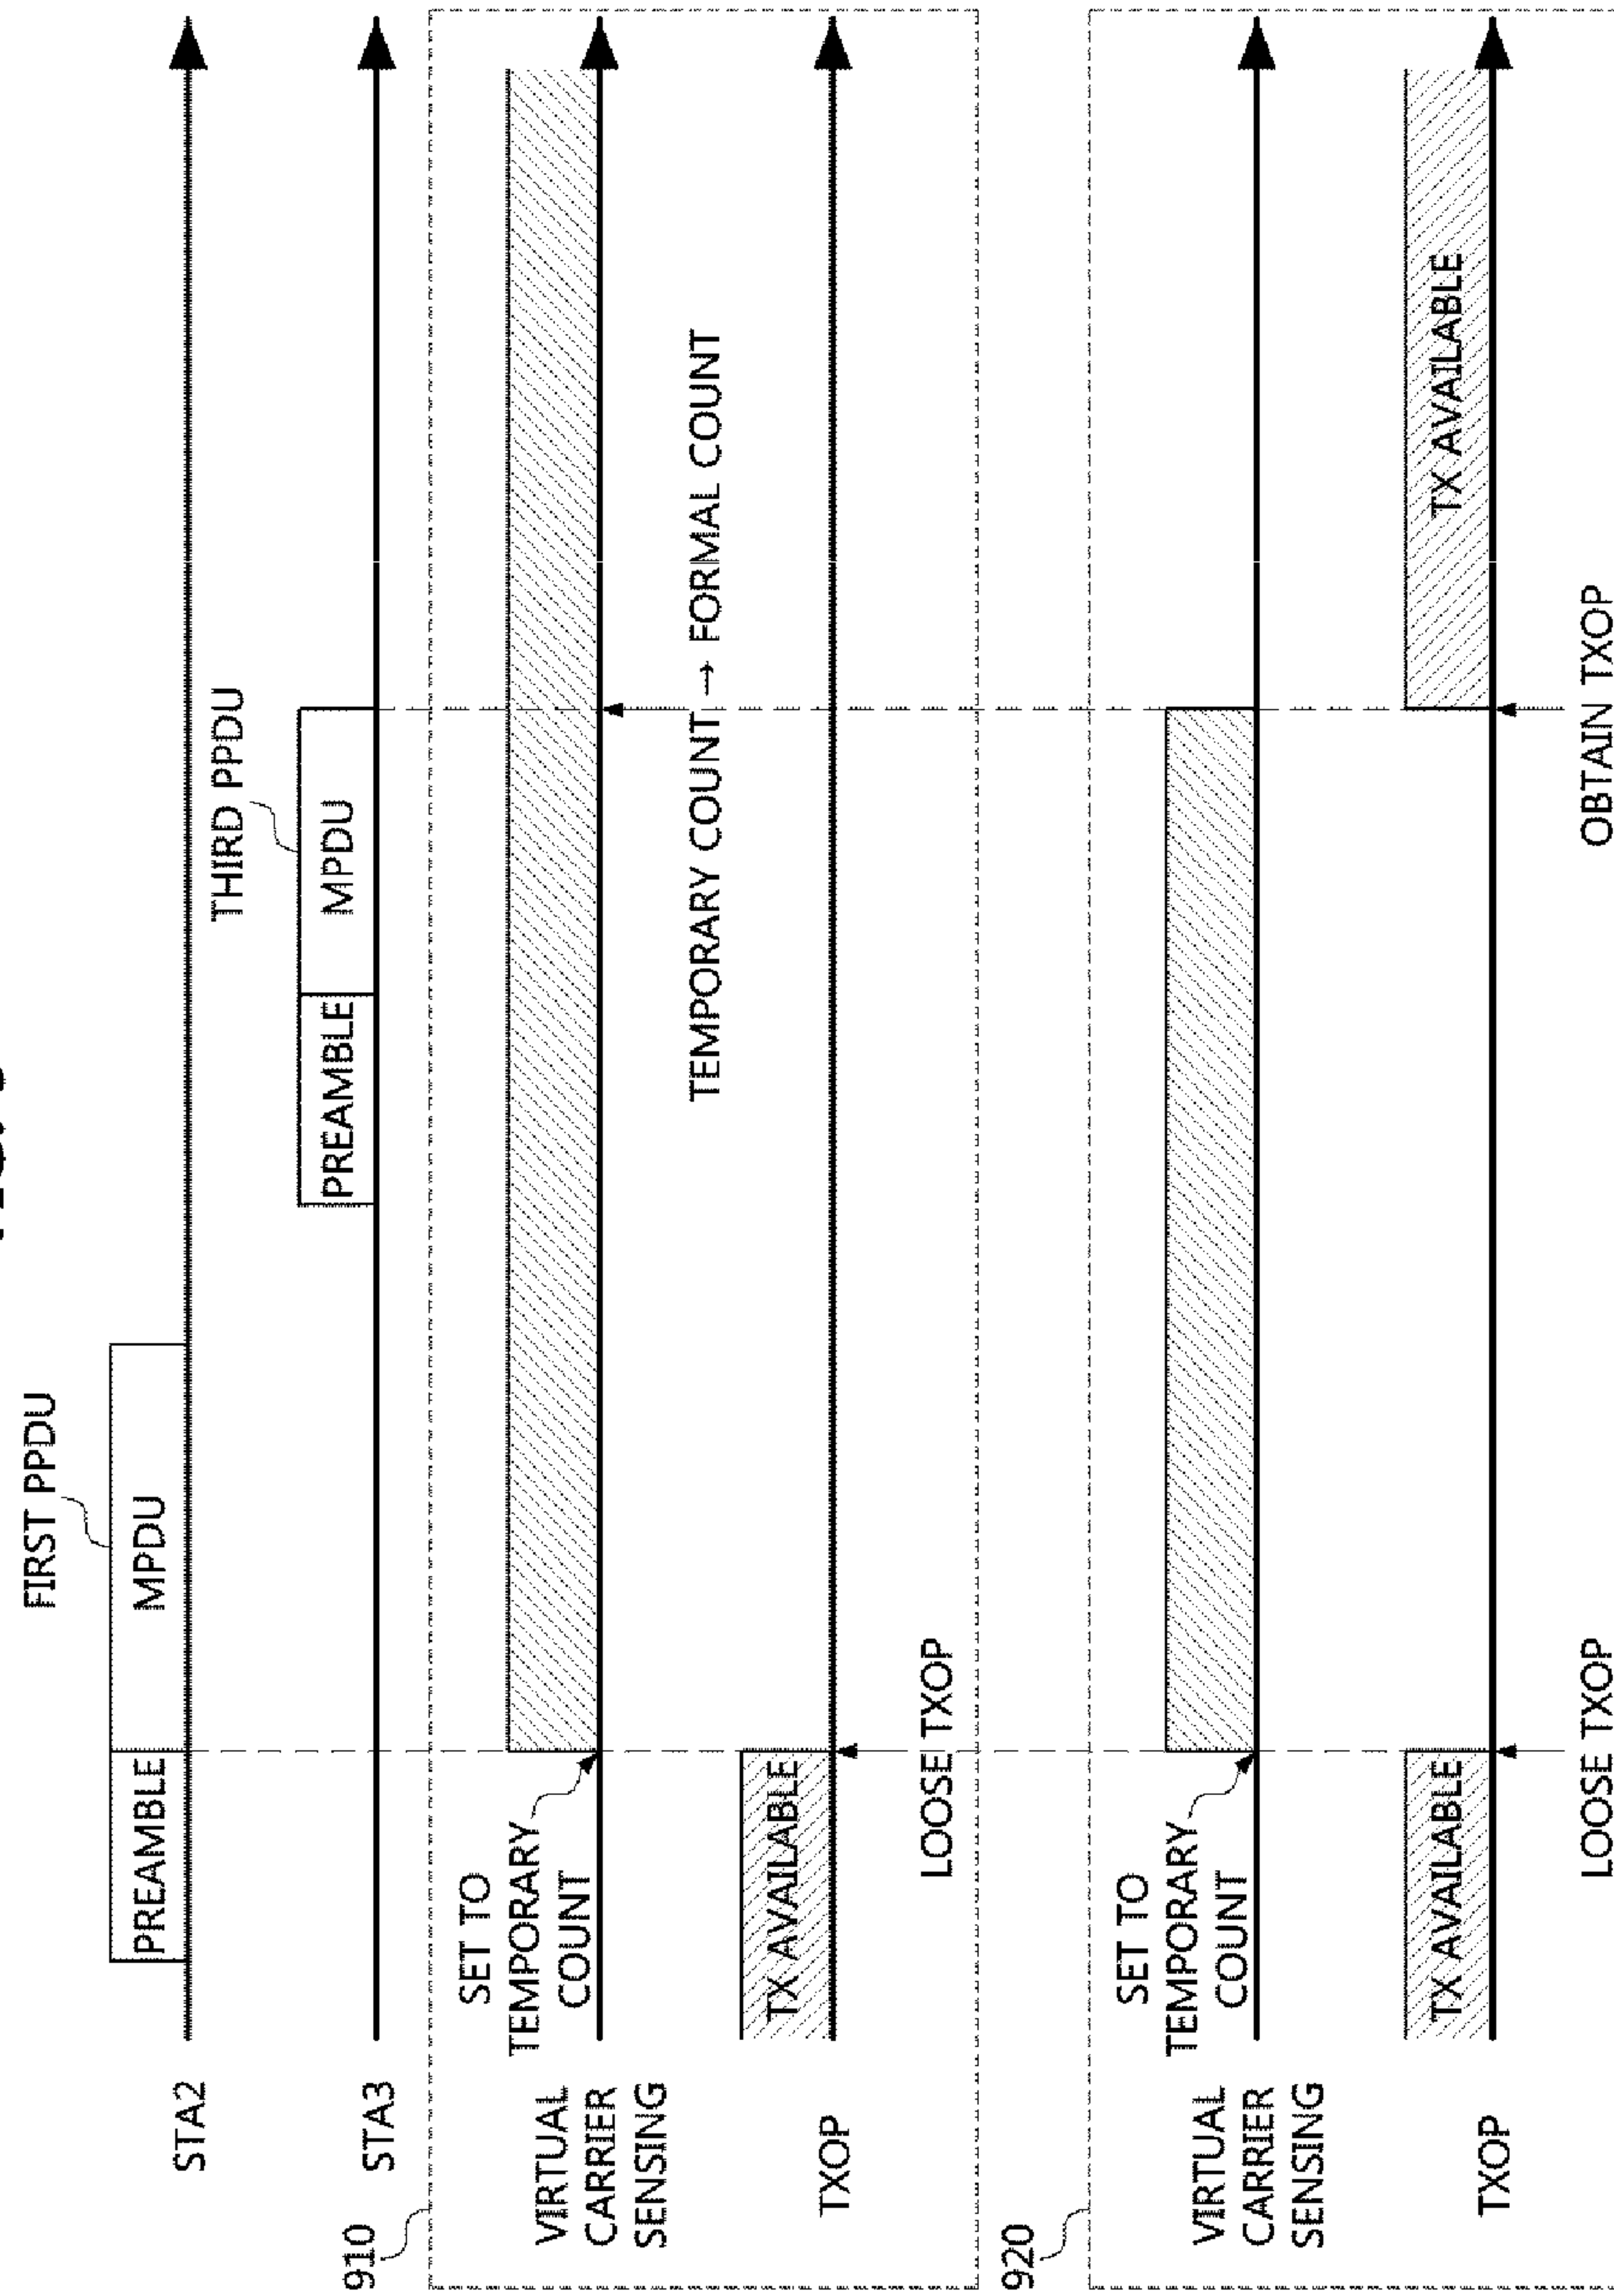 FIRST PPDU
PREAMBLE
MPDU
STA2
THIRD PPDU
PREAMBLE
MPDU
STA3
910
SET TO
TEMPORARY
COUNT
VIRTUAL
CARRIER
SENSING
TEMPORARY COUNT → FORMAL COUNT
TX AVAILABLE
TXOP
LOOSE TXOP
920
SET TO
TEMPORARY
COUNT
VIRTUAL
CARRIER
SENSING
TX AVAILABLE
TX AVAILABLE
TXOP
LOOSE TXOP
OBTAIN TXOP